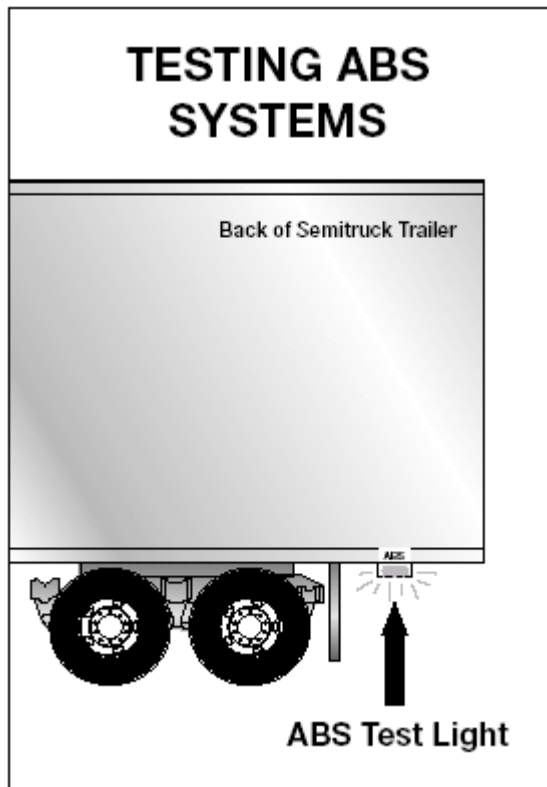 TESTING ABS
SYSTEMS
Back of Semitruck Trailer
ABS
ABS Test Light